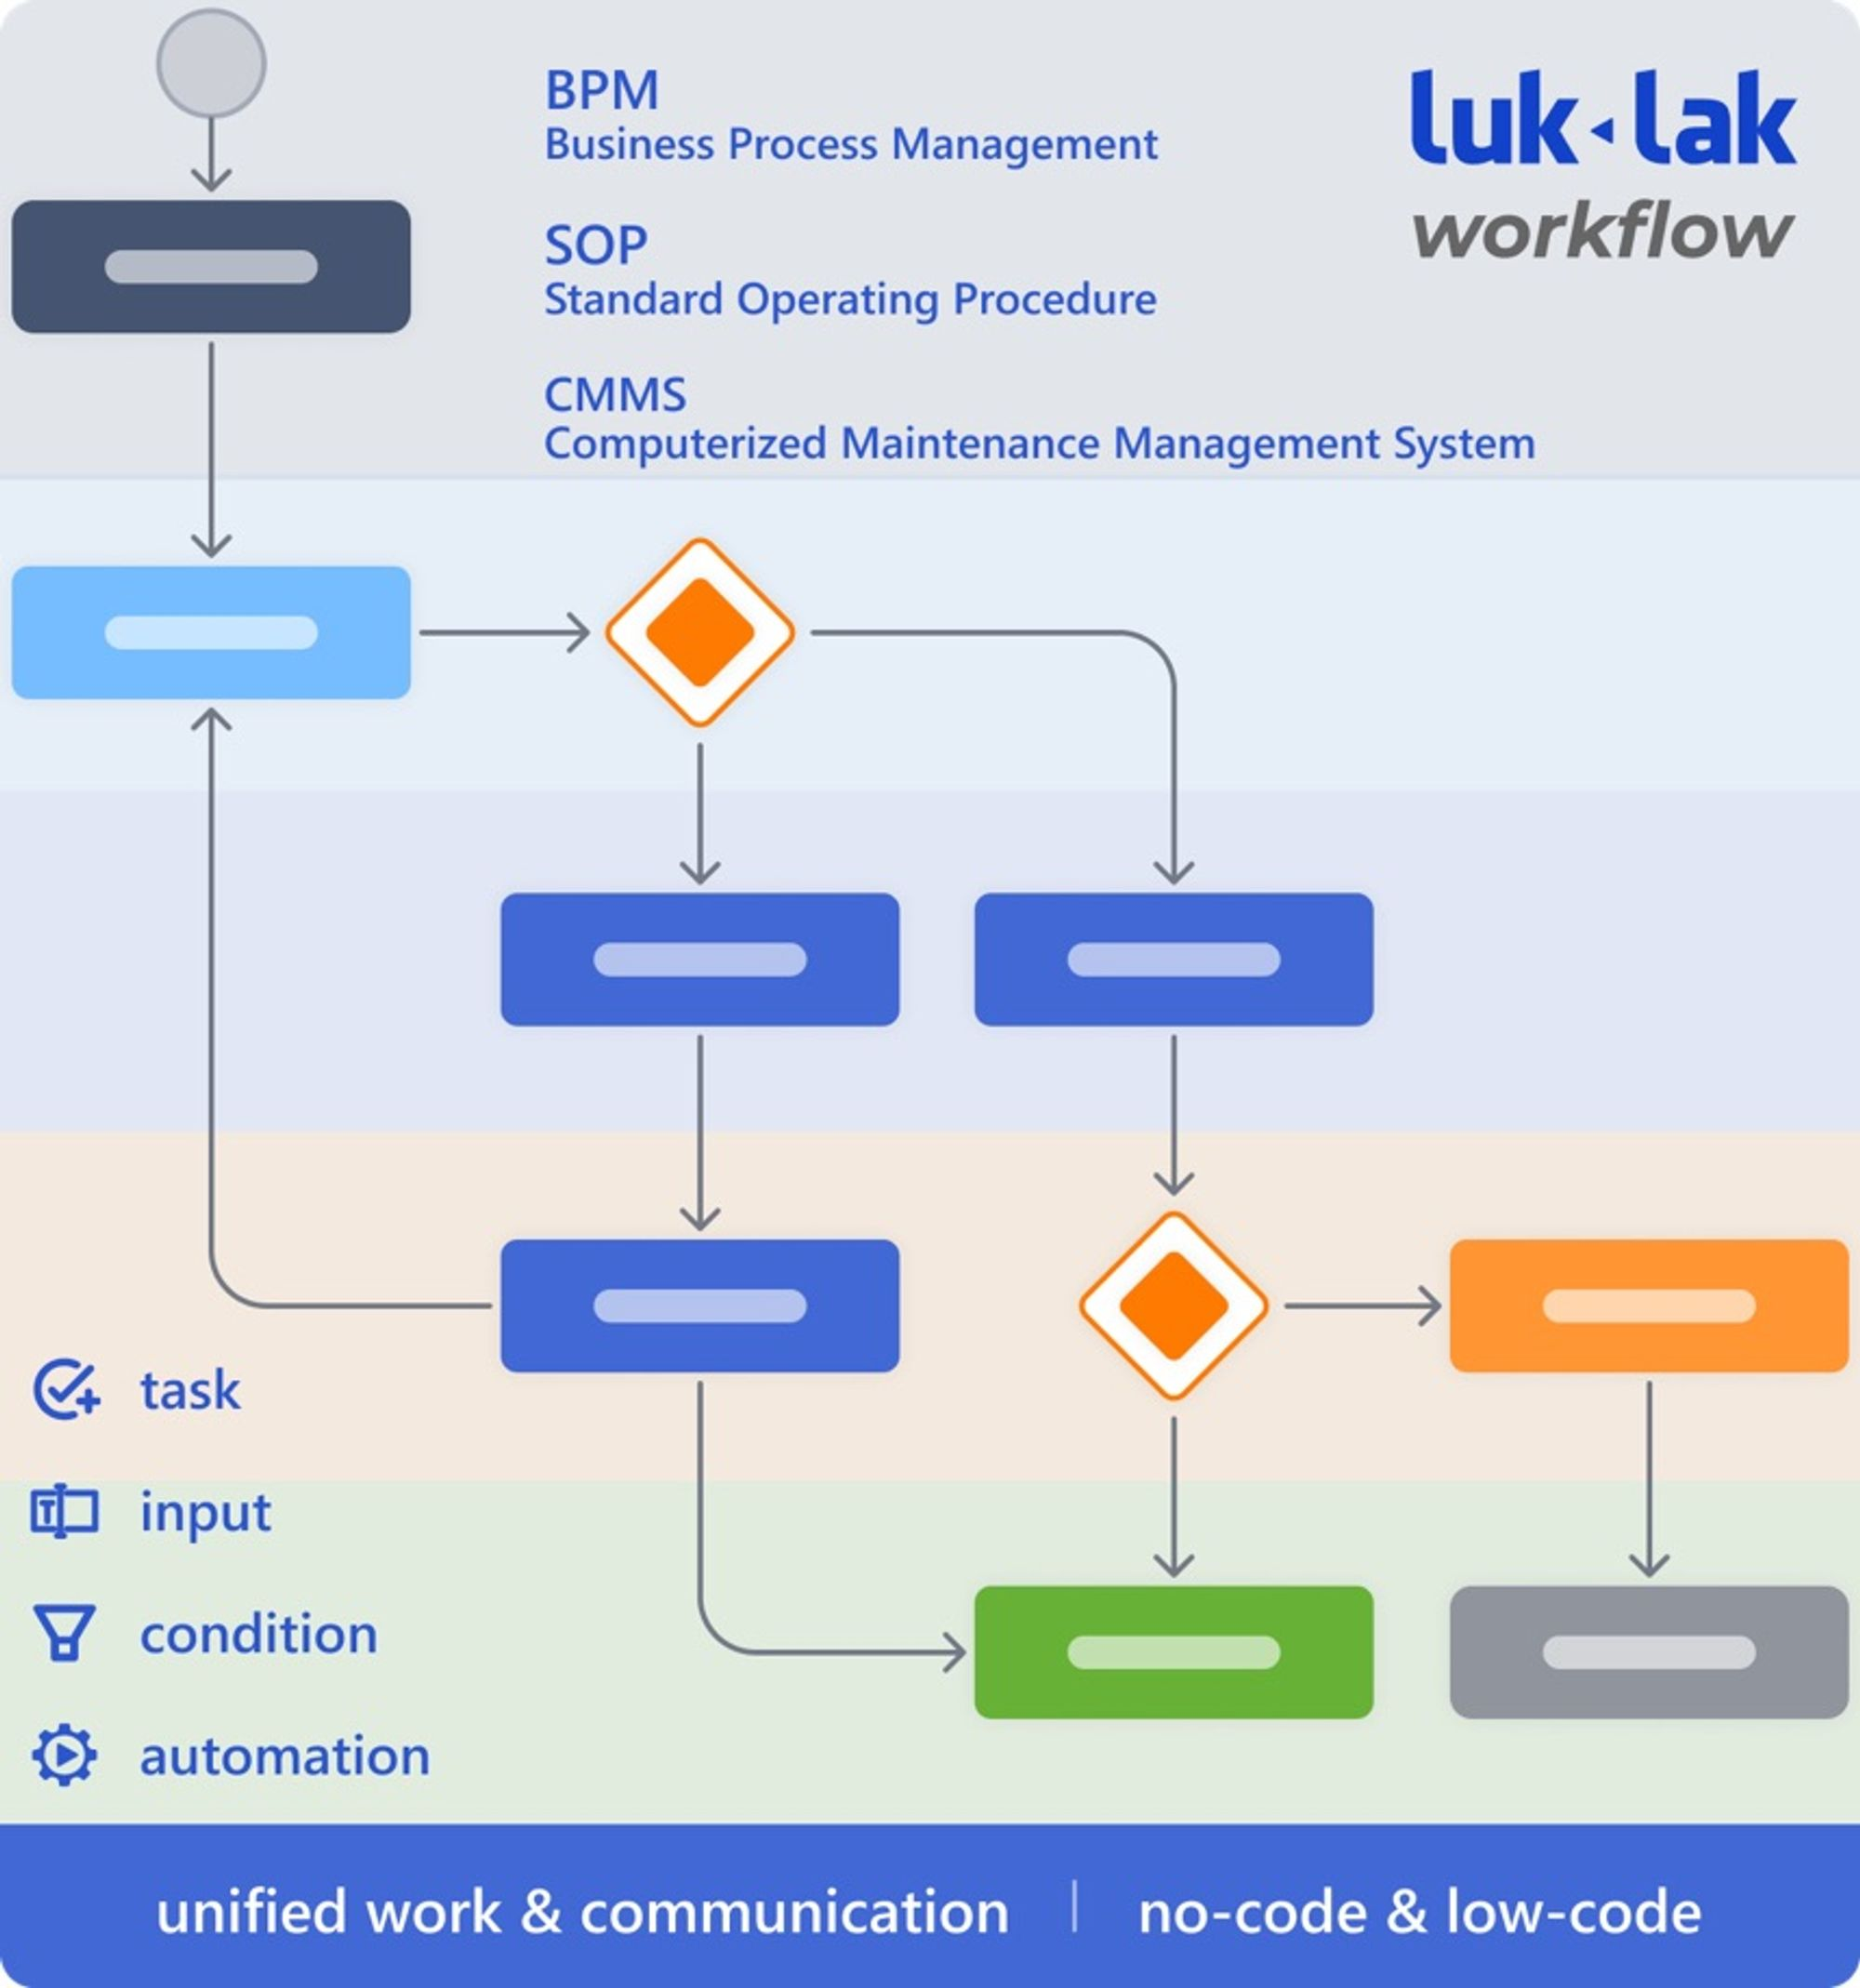 BPM
Business Process Management
SOP
Standard Operating Procedure
CMMS
Computerized Maintenance Management System
luk lak
workflow
task
input
condition
automation
unified work & communication | no-code & low-code